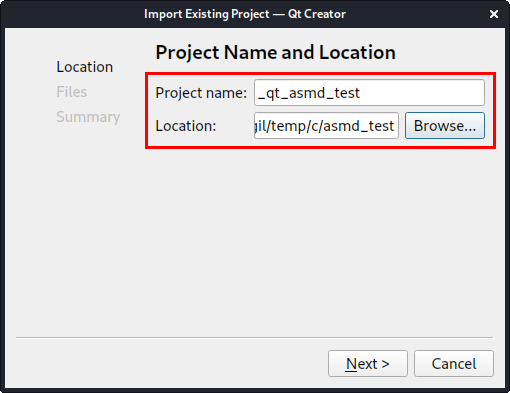 Import Existing Project — Qt Creator
Project Name and Location
Location
Files
Summary
Project name: _qt_asmd_test
Location: gil/temp/c/asmd_test Browse...
Next > Cancel